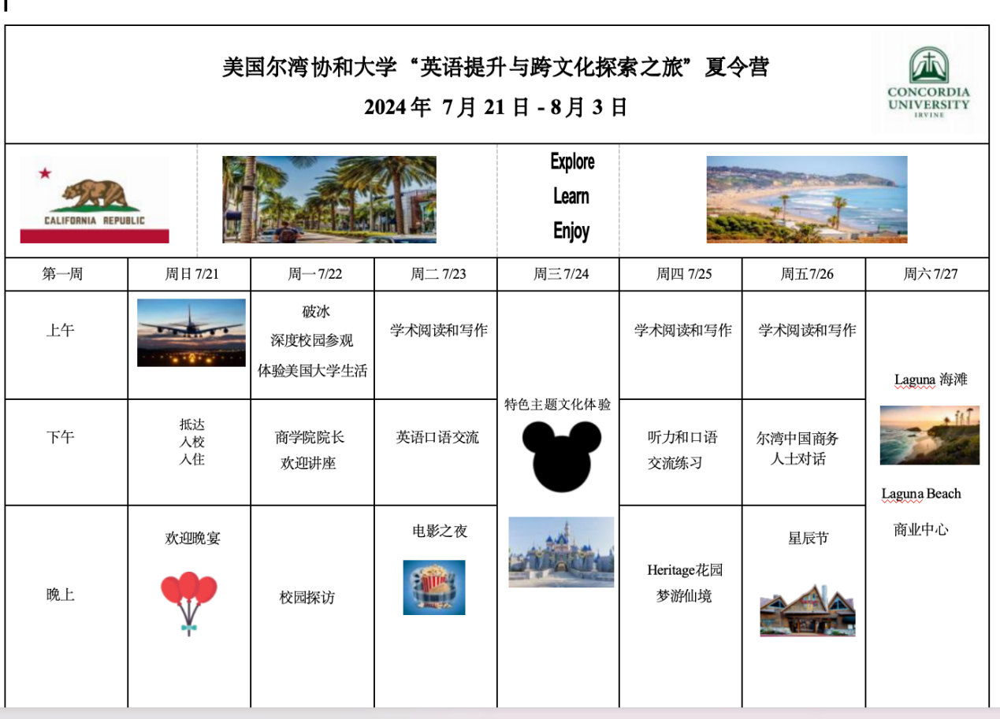 美国尔湾协和大学“英语提升与跨文化探索之旅”夏令营
2024年 7月 21日 - 8月 3日
CONCORDIA
UNIVERSITY
IRVINE
CALIFORNIA REPUBLIC
Explore
Learn
Enjoy
第一周 周日 7/21 周一 7/22 周二 7/23 周三 7/24 周四 7/25 周五 7/26 周六 7/27
上午
破冰
深度校园参观
体验美国大学生活
学术阅读和写作
特色主题文化体验
学术阅读和写作
学术阅读和写作
Laguna 海滩
Laguna Beach
商业中心
下午
抵达
入校
入住
商学院院长
欢迎讲座
英语口语交流
听力和口语
交流练习
尔湾中国商务
人士对话
晚上
欢迎晚宴
校园探访
电影之夜
Heritage花园
梦游仙境
星辰节